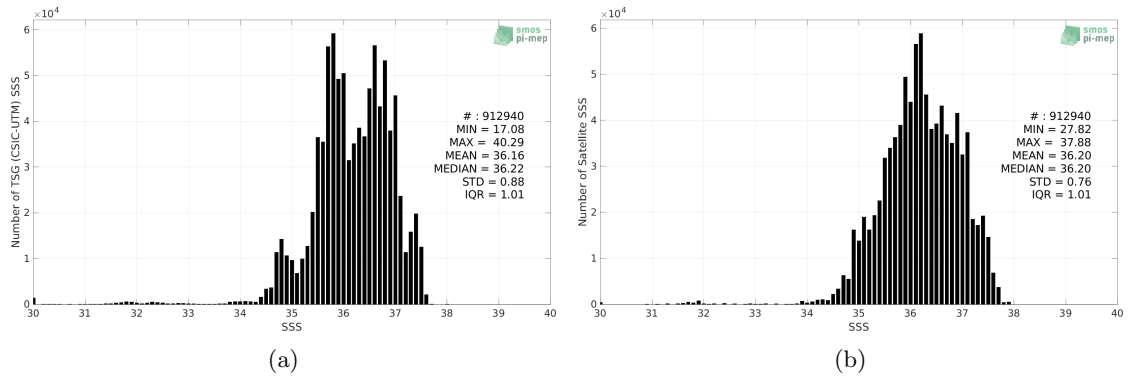 ×10⁴
smos
pi-mep
6
5
4
3
2
1
0
Number of TSG (CSIC-UTM) SSS
# : 912940
MIN = 17.08
MAX = 40.29
MEAN = 36.16
MEDIAN = 36.22
STD = 0.88
IQR = 1.01
30 31 32 33 34 35 36 37 38 39 40
SSS
(a)
×10⁴
smos
pi-mep
6
5
4
3
2
1
0
Number of Satellite SSS
# : 912940
MIN = 27.82
MAX = 37.88
MEAN = 36.20
MEDIAN = 36.20
STD = 0.76
IQR = 1.01
30 31 32 33 34 35 36 37 38 39 40
SSS
(b)